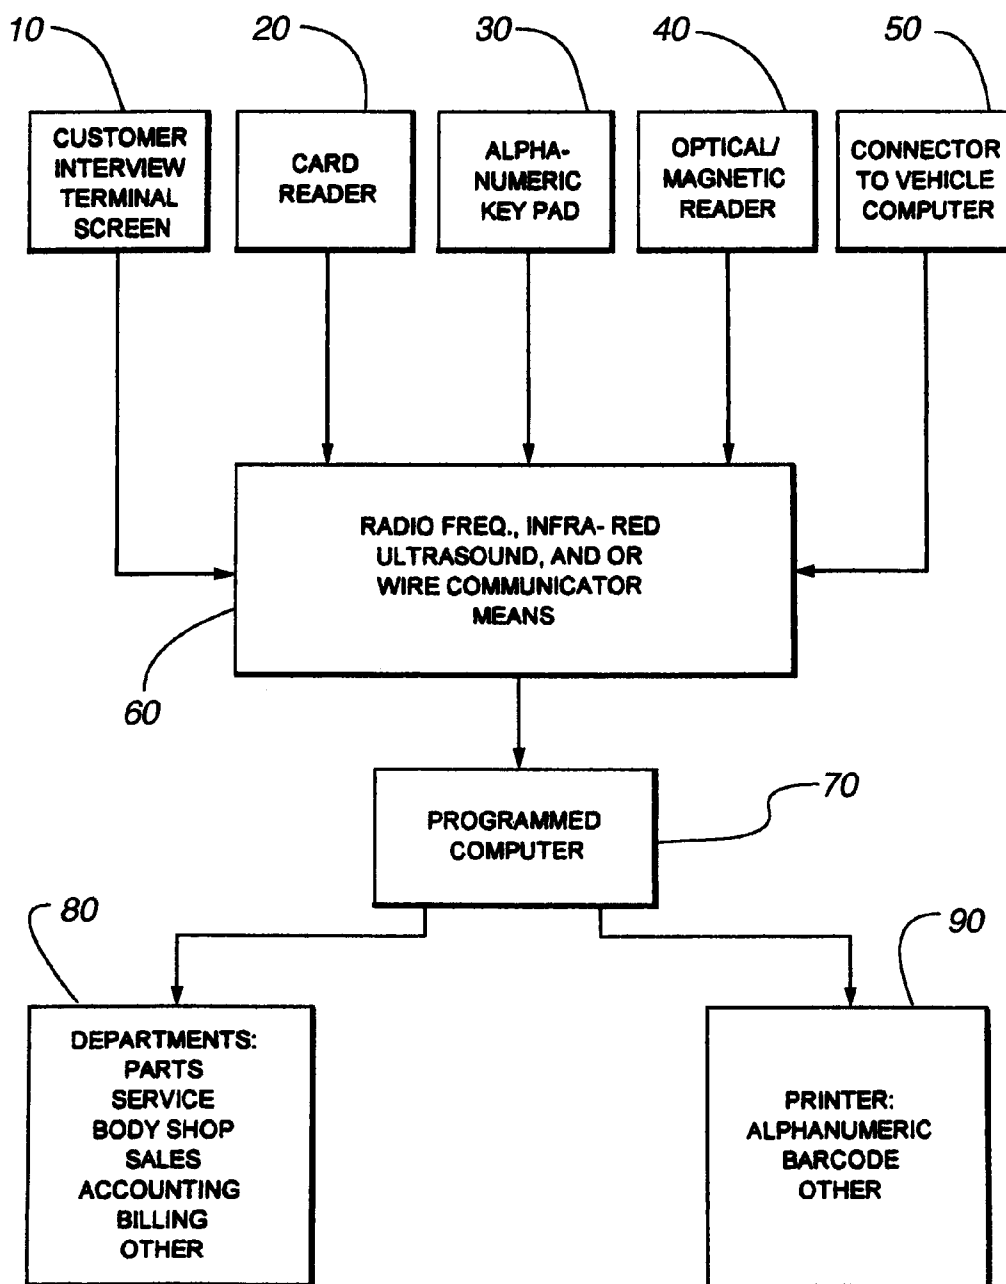 10
20
30
40
50
CUSTOMER
INTERVIEW
TERMINAL
SCREEN
CARD
READER
ALPHA-
NUMERIC
KEY PAD
OPTICAL/
MAGNETIC
READER
CONNECTOR
TO VEHICLE
COMPUTER
RADIO FREQ., INFRA- RED
ULTRASOUND, AND OR
WIRE COMMUNICATOR
MEANS
60
PROGRAMMED
COMPUTER
70
80
DEPARTMENTS:
PARTS
SERVICE
BODY SHOP
SALES
ACCOUNTING
BILLING
OTHER
90
PRINTER:
ALPHANUMERIC
BARCODE
OTHER